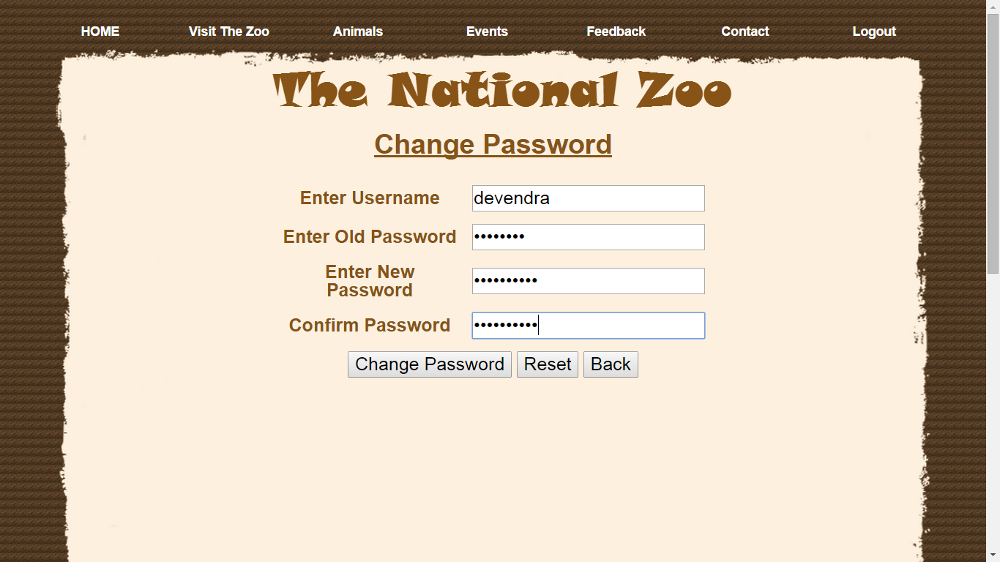 HOME Visit The Zoo Animals Events Feedback Contact Logout
The National Zoo
Change Password
Enter Username devendra
Enter Old Password ••••••••
Enter New
Password ••••••••••
Confirm Password ••••••••••
Change Password Reset Back